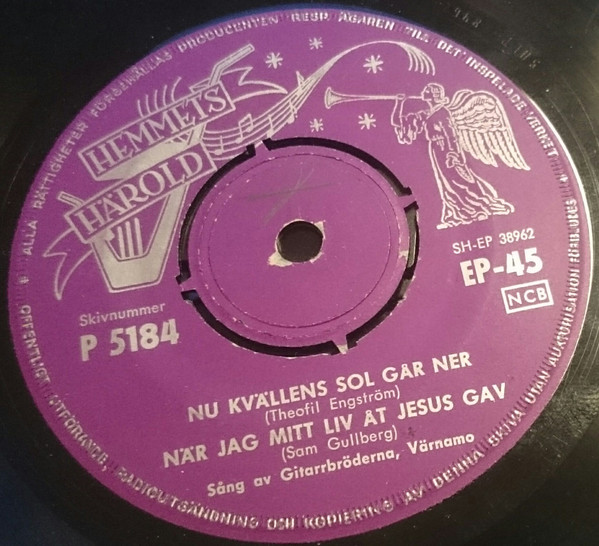 ALLA RÄTTIGHETER FÖRBEHÅLLAS PRODUCENTEN RESP. ÄGAREN TILL DET INSPELADE VERKET
OFFENTLIGT UTFÖRANDE, RADIOUTSÄNDNING OCH KOPIERING AV DENNA SKIVA UTAN AUKTORISATION FÖRBJUDES
HEMMETS
HÄROLD
SH-EP 38962
EP-45
NCB
Skivnummer
P 5184
NU KVÄLLENS SOL GÅR NER
(Theofil Engström)
NÄR JAG MITT LIV ÅT JESUS GAV
(Sam Gullberg)
Sång av Gitarrbröderna, Värnamo